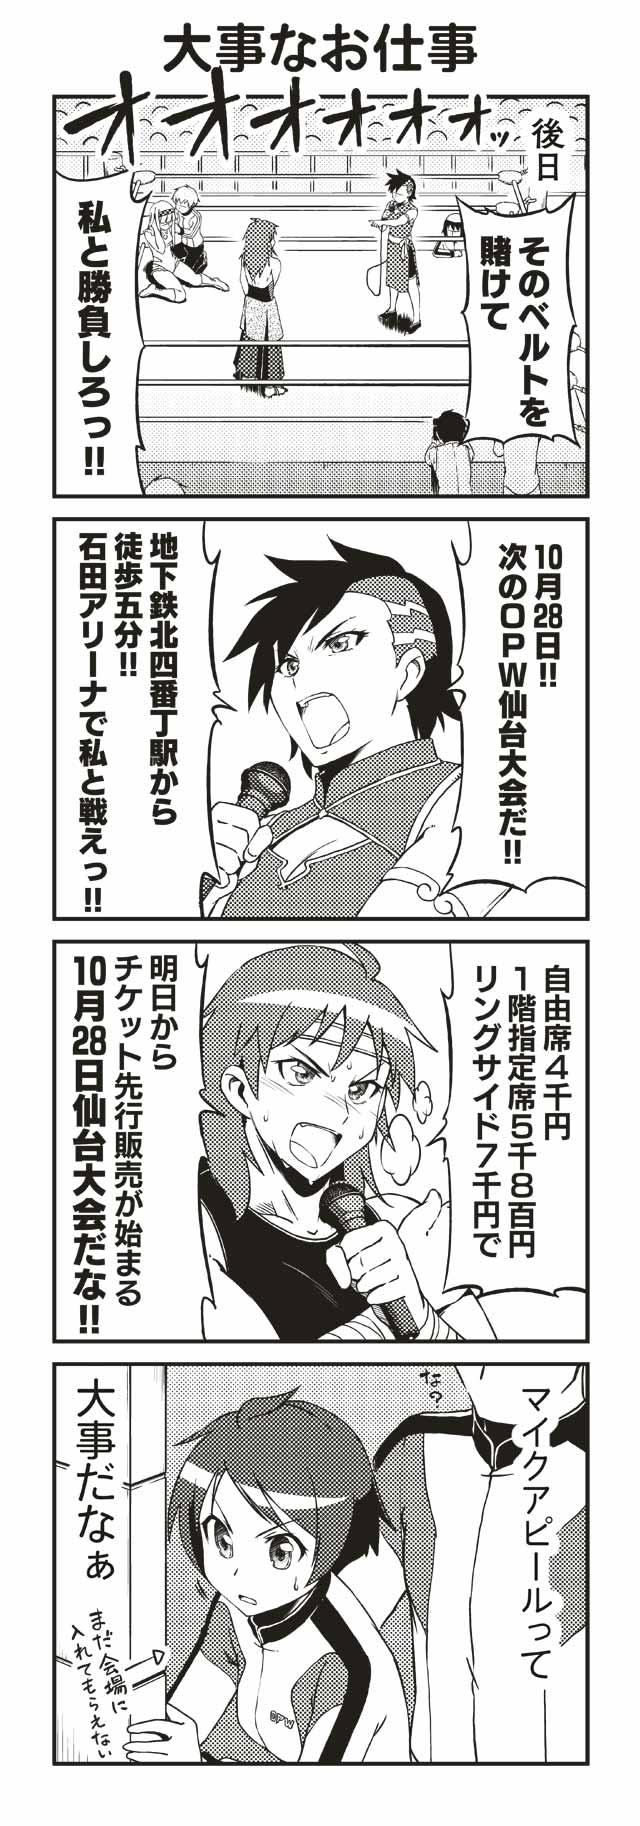 大事なお仕事
オオオオオオッ
後日
そのベルトを
賭けて
私と勝負しろっ!!
10月28日!!
次のOPW仙台大会だ!!
地下鉄北四番丁駅から
徒歩五分!!
石田アリーナで私と戦えっ!!
自由席4千円
1階指定席5千8百円
リングサイド7千円で
明日から
チケット先行販売が始まる
10月28日仙台大会だな!!
マイクアピールって──
な?
大事だなぁ
まだ会場に
入れてもらえない
OPW